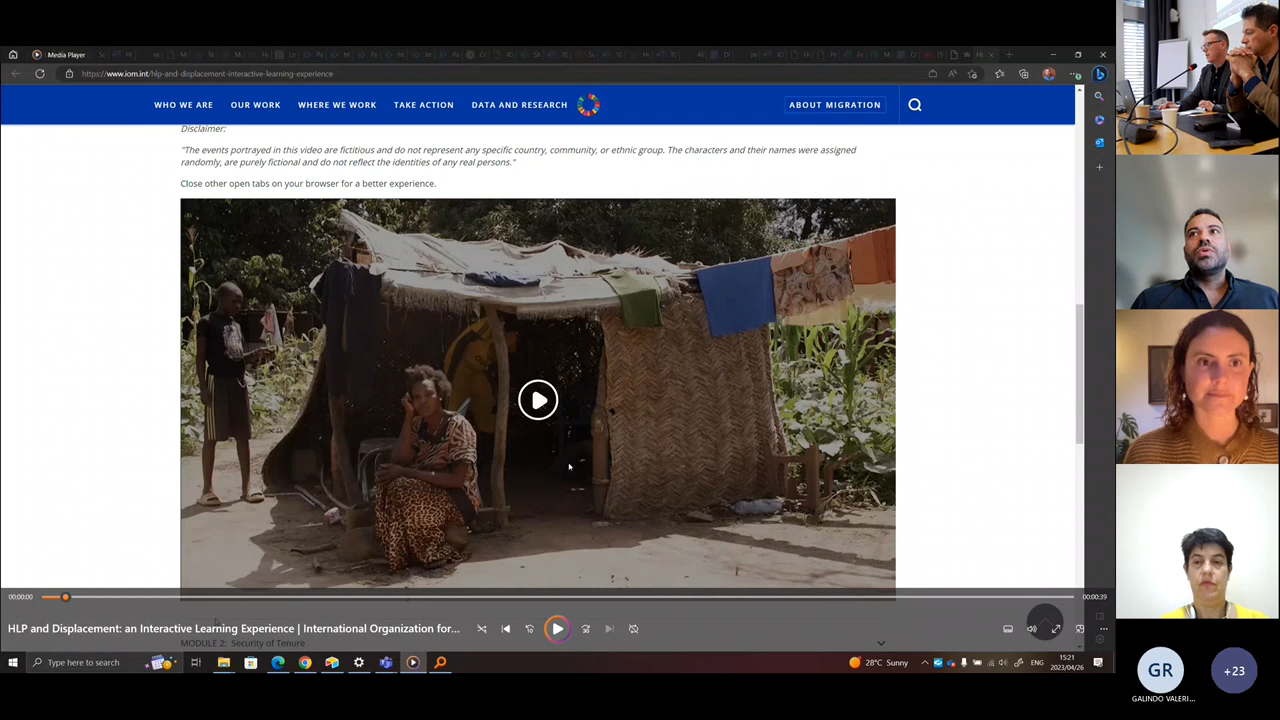 Media Player
https://www.iom.int/hlp-and-displacement-interactive-learning-experience
WHO WE ARE
OUR WORK
WHERE WE WORK
TAKE ACTION
DATA AND RESEARCH
ABOUT MIGRATION
Disclaimer:
"The events portrayed in this video are fictitious and do not represent any specific country, community, or ethnic group. The characters and their names were assigned
randomly, are purely fictional and do not reflect the identities of any real persons."
Close other open tabs on your browser for a better experience.
00:00:00
00:00:39
HLP and Displacement: an Interactive Learning Experience | International Organization for...
MODULE 2: Security of Tenure
Type here to search
28°C Sunny
ENG
15:21
2023/04/26
GR
GALINDO VALERI...
+23